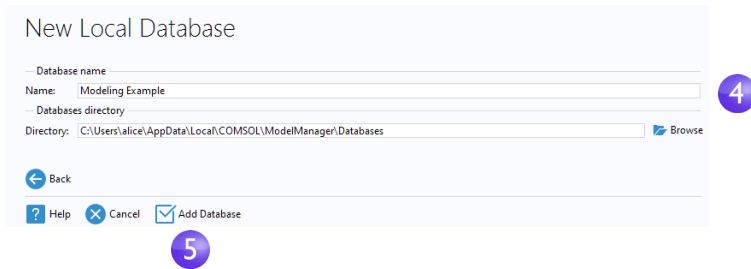 New Local Database
Database name
Name: Modeling Example
4
Databases directory
Directory: C:\Users\alice\AppData\Local\COMSOL\ModelManager\Databases Browse
Back
? Help Cancel Add Database
5